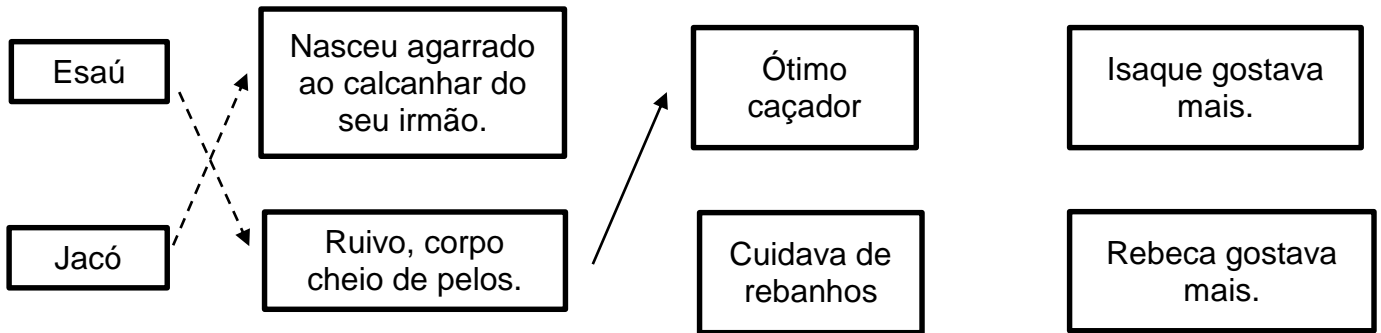 Esaú
Nasceu agarrado
ao calcanhar do
seu irmão.
Ótimo
caçador
Isaque gostava
mais.
Jacó
Ruivo, corpo
cheio de pelos.
Cuidava de
rebanhos
Rebeca gostava
mais.